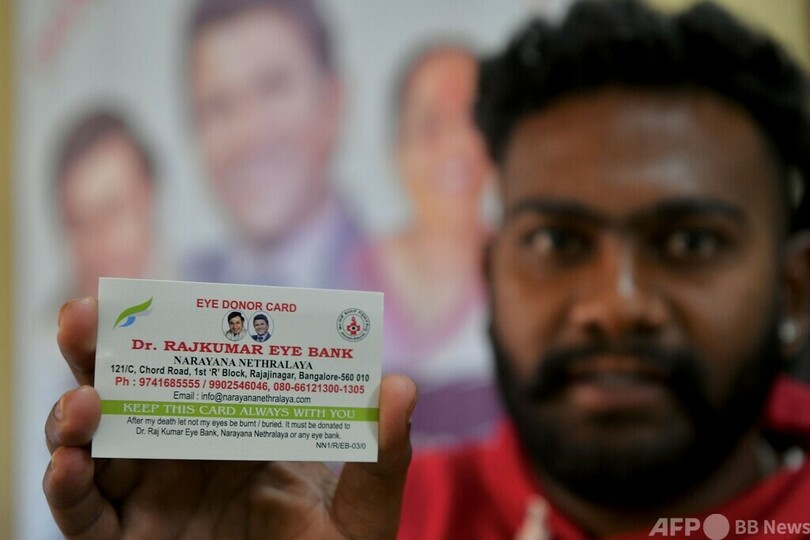 EYE DONOR CARD
Dr. RAJKUMAR EYE BANK
NARAYANA NETHRALAYA
121/C, Chord Road, 1st 'R' Block, Rajajinagar, Bangalore-560 010
Ph : 9741685555 / 9902546046, 080-66121300-1305
Email : info@narayananethralaya.com
KEEP THIS CARD ALWAYS WITH YOU
After my death let not my eyes be burnt / buried. It must be donated to
Dr. Raj Kumar Eye Bank, Narayana Nethralaya or any eye bank.
NN1/R/EB-03/0
AFP BB News